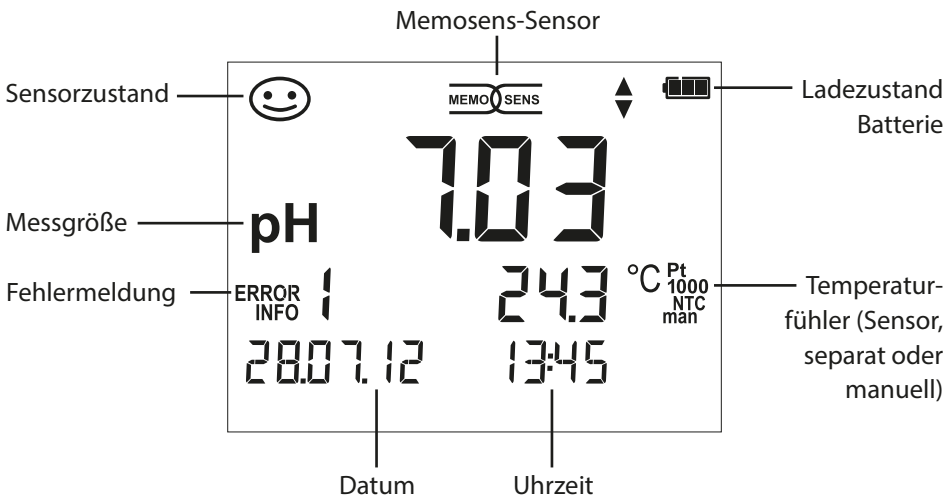 Memosens-Sensor
Sensorzustand
MEMO SENS
Ladezustand
Batterie
7.03
Messgröße
pH
Fehlermeldung
ERROR
INFO
1
24.3
°C
Pt
1000
NTC
man
Temperatur-
fühler (Sensor,
separat oder
manuell)
28.07.12
13:45
Datum
Uhrzeit